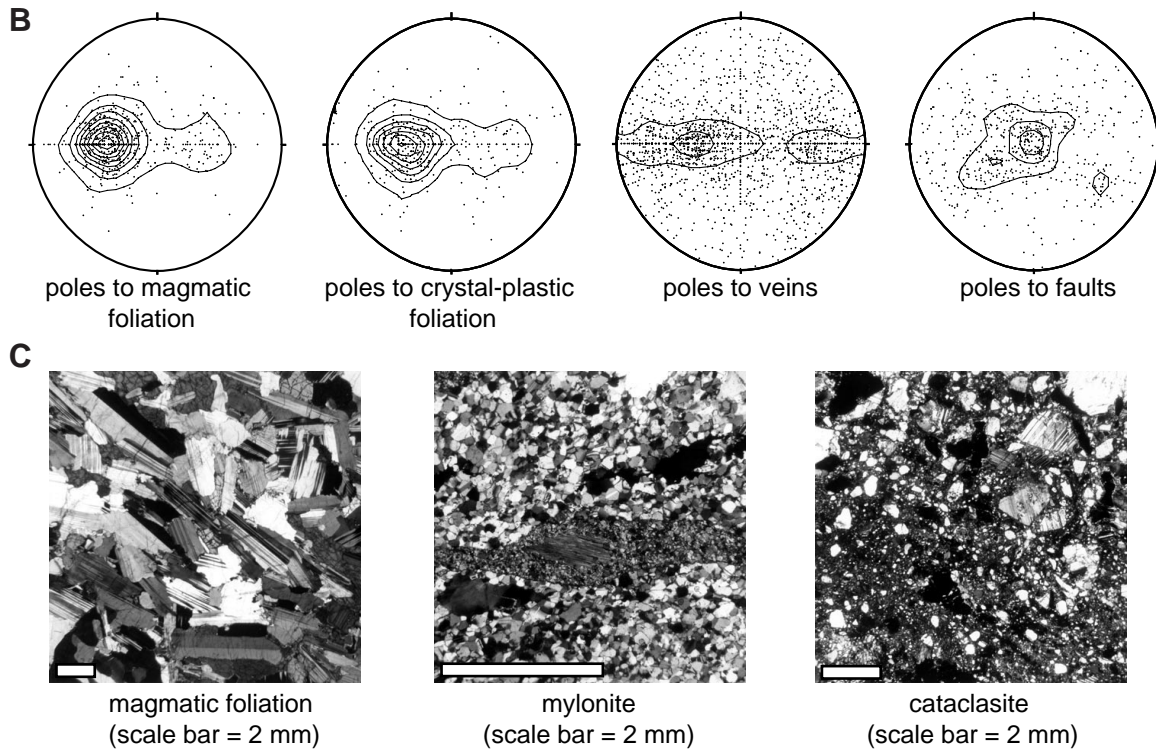 B
poles to magmatic
foliation
poles to crystal-plastic
foliation
poles to veins
poles to faults
C
magmatic foliation
(scale bar = 2 mm)
mylonite
(scale bar = 2 mm)
cataclasite
(scale bar = 2 mm)